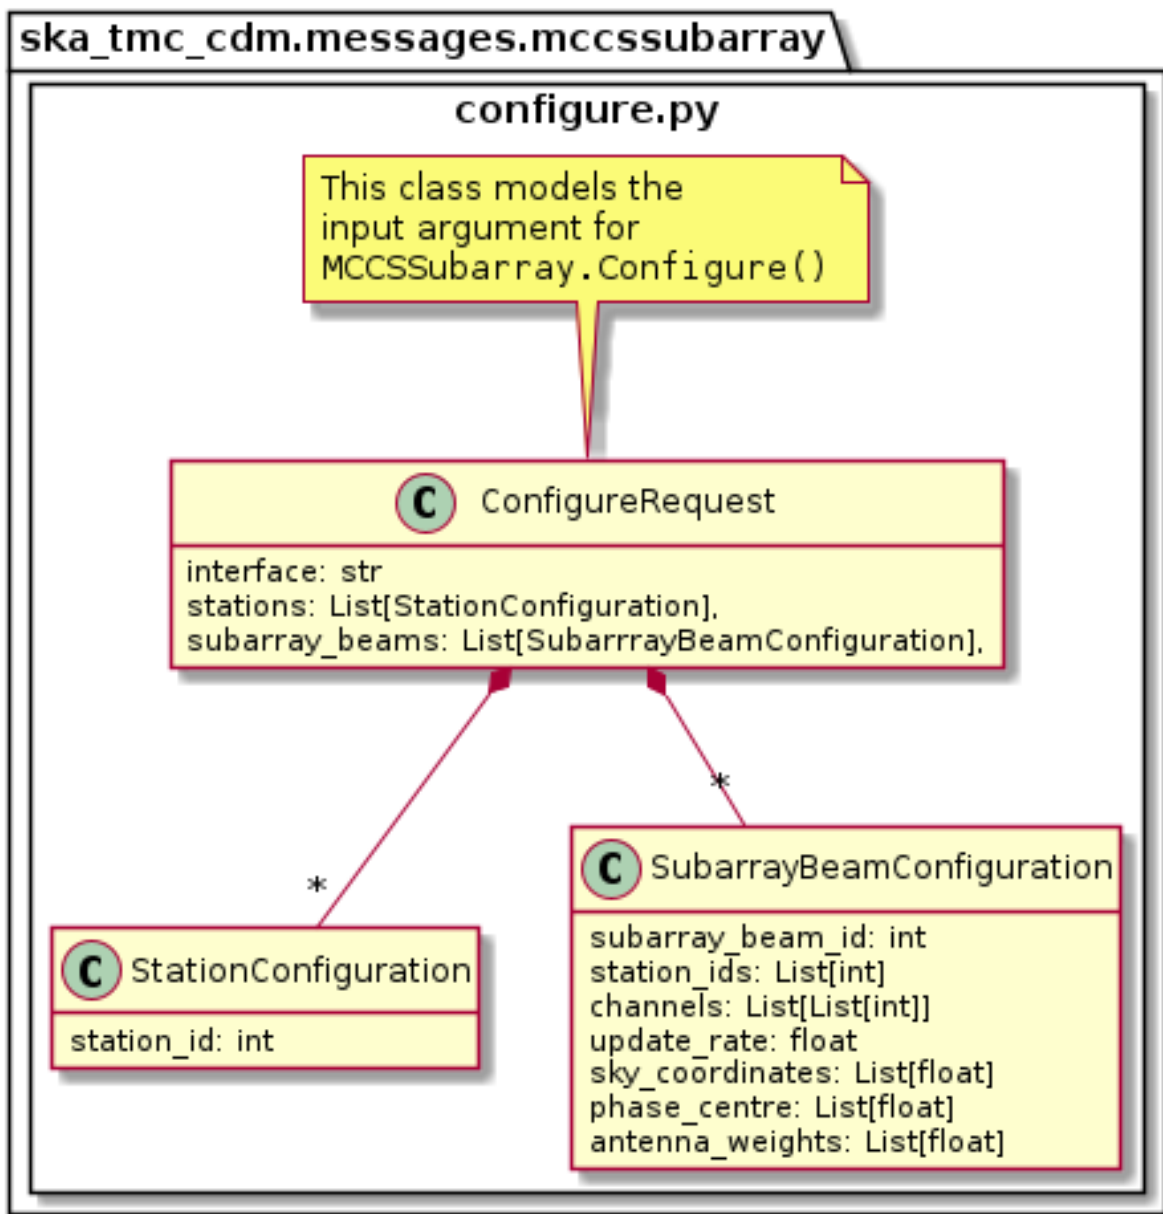 ska_tmc_cdm.messages.mccssubarray
configure.py
This class models the
input argument for
MCCSSubarray.Configure()
C ConfigureRequest
interface: str
stations: List[StationConfiguration],
subarray_beams: List[SubarrrayBeamConfiguration],
*
*
C SubarrayBeamConfiguration
subarray_beam_id: int
station_ids: List[int]
channels: List[List[int]]
update_rate: float
sky_coordinates: List[float]
phase_centre: List[float]
antenna_weights: List[float]
C StationConfiguration
station_id: int